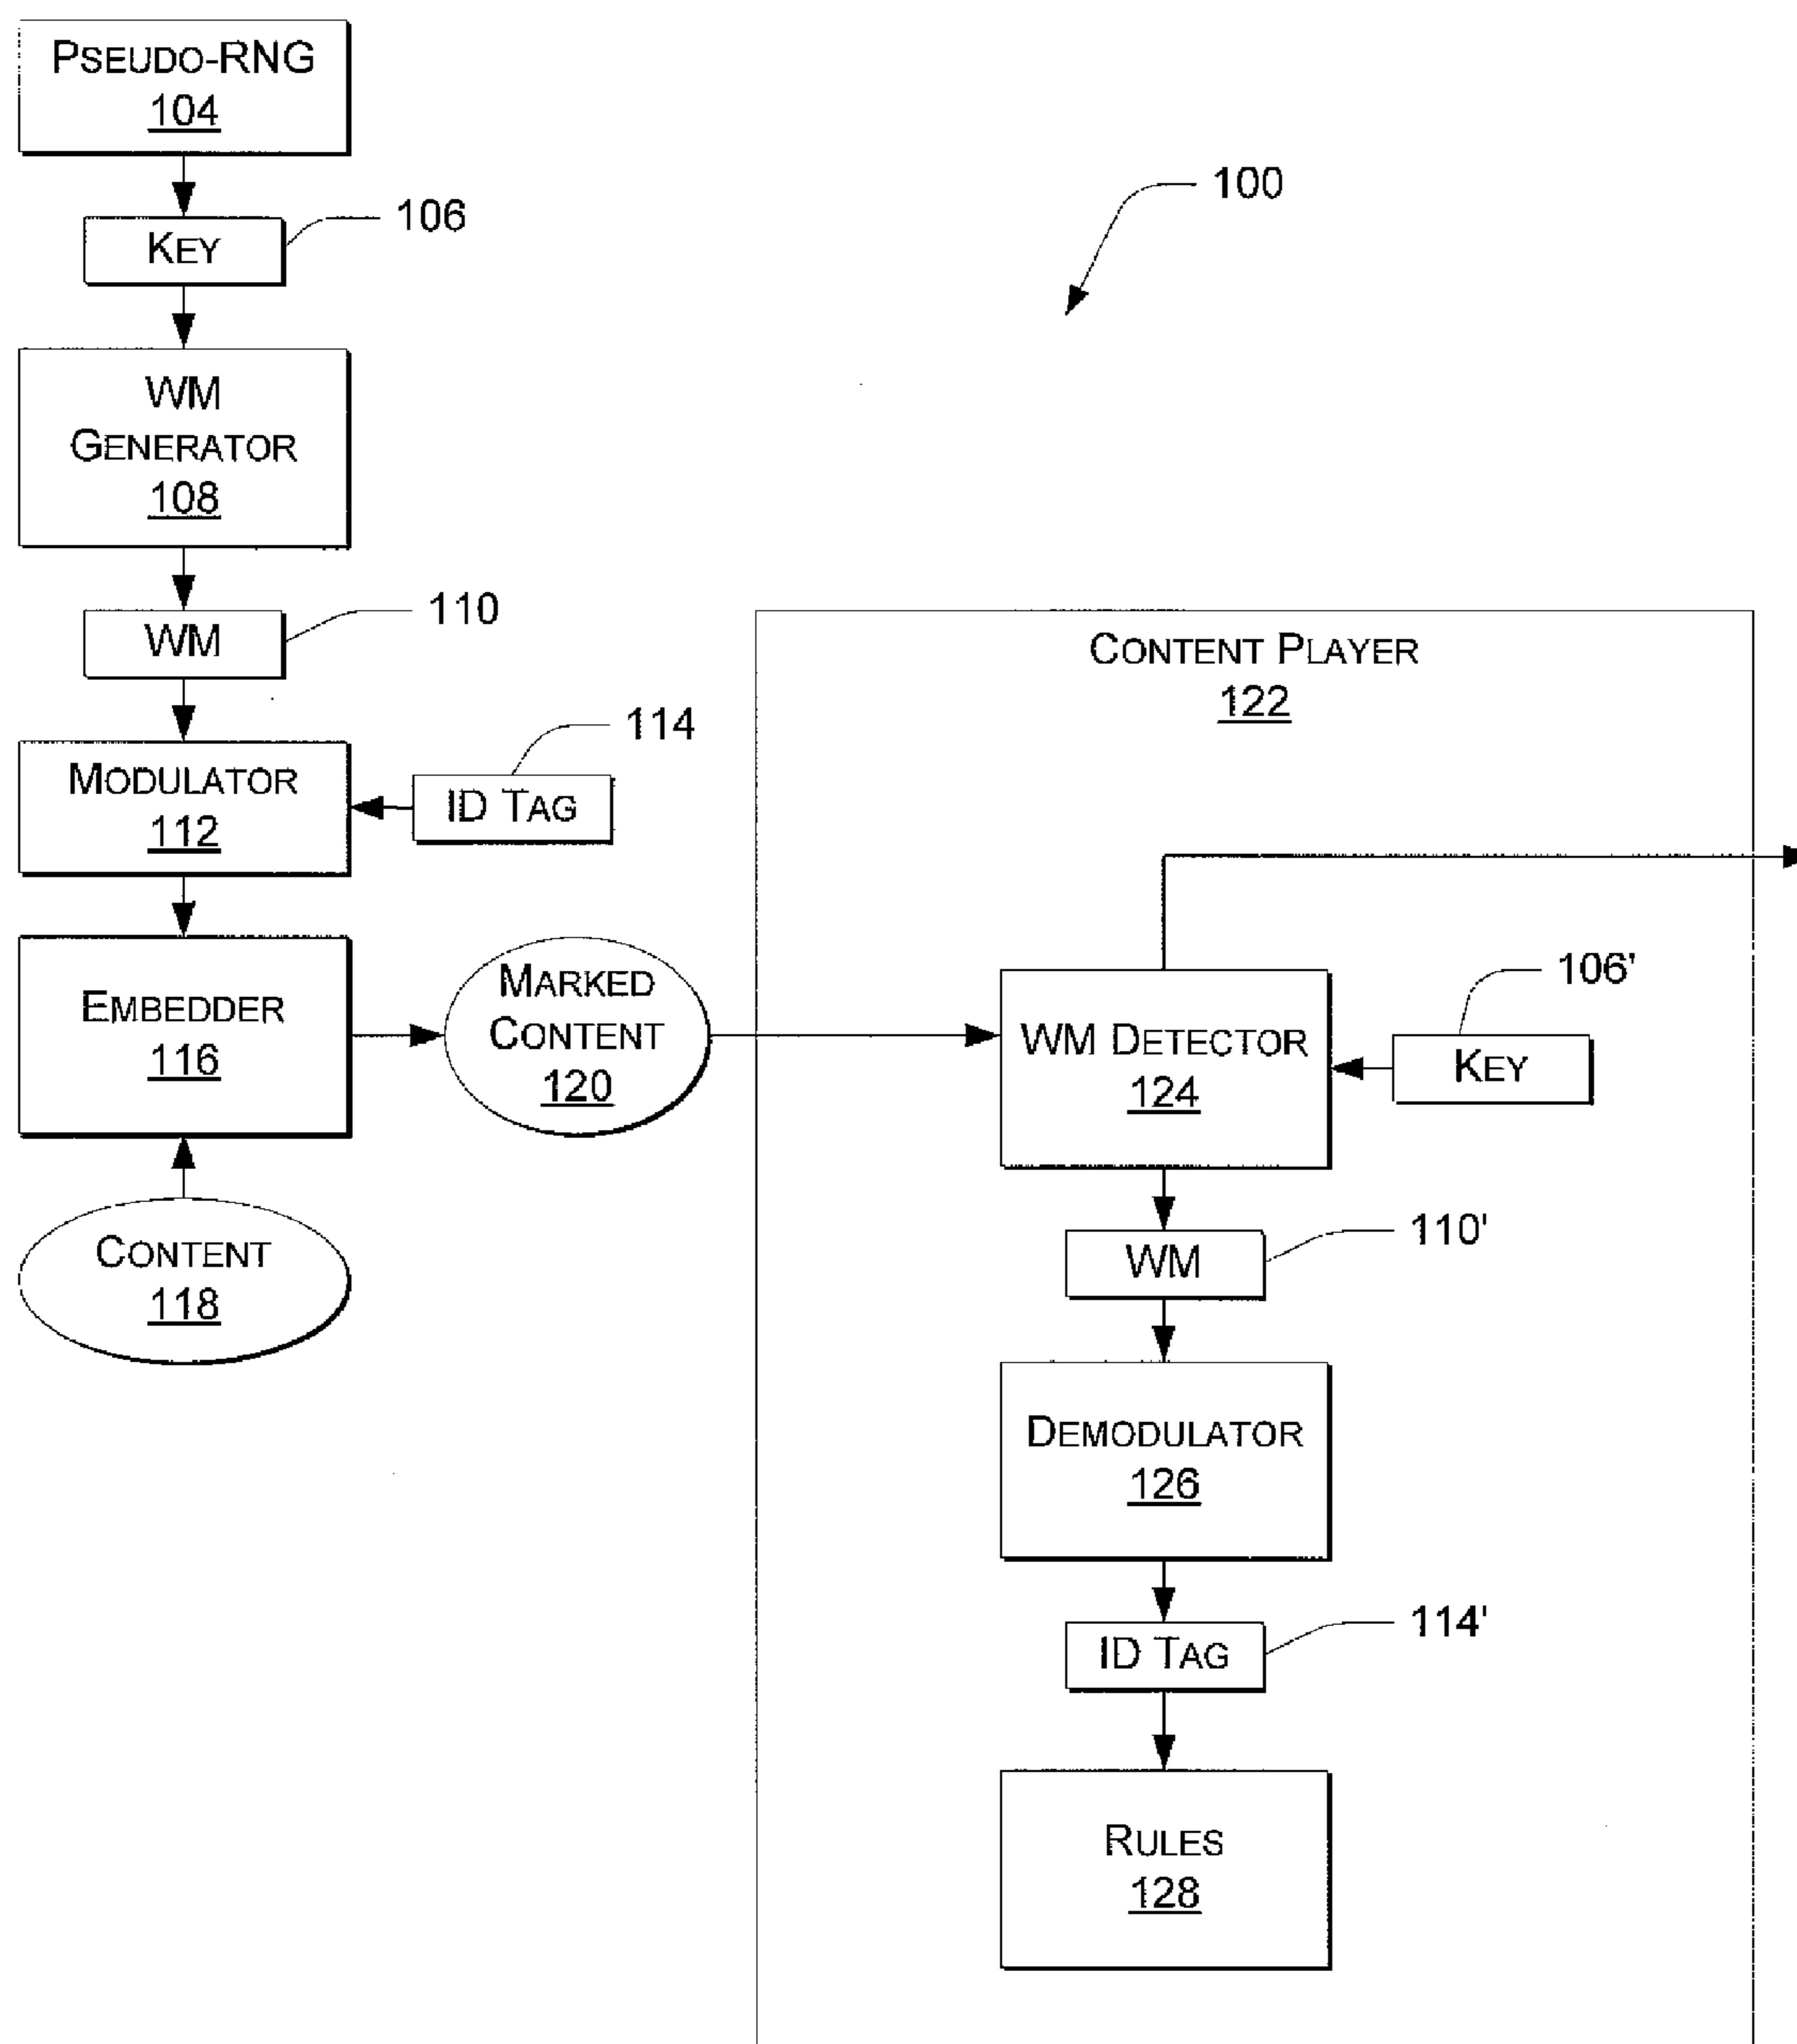 PSEUDO-RNG
104
KEY
106
100
WM
GENERATOR
108
WM
110
MODULATOR
112
ID TAG
114
EMBEDDER
116
MARKED
CONTENT
120
CONTENT
118
CONTENT PLAYER
122
WM DETECTOR
124
KEY
106'
WM
110'
DEMODULATOR
126
ID TAG
114'
RULES
128